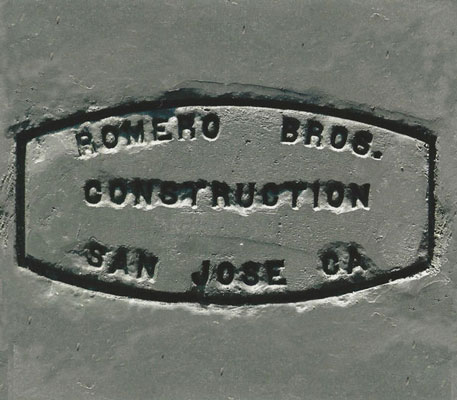 ROMERO BROS.
CONSTRUCTION
SAN JOSE CA